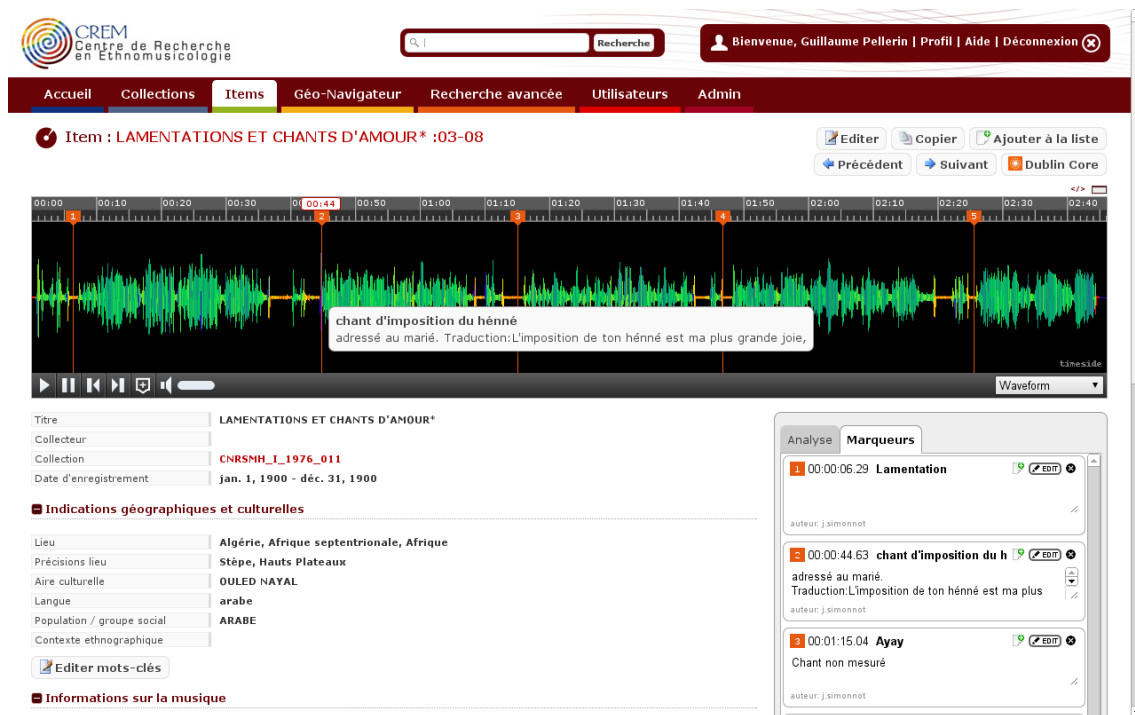 CREM
Centre de Recherche
en Ethnomusicologie
Recherche
Bienvenue, Guillaume Pellerin | Profil | Aide | Déconnexion
Accueil Collections Items Géo-Navigateur Recherche avancée Utilisateurs Admin
Item : LAMENTATIONS ET CHANTS D'AMOUR* :03-08
Editer Copier Ajouter à la liste
Précédent Suivant Dublin Core
</>
00:00 00:10 00:20 00:30 00:44 00:50 01:00 01:10 01:20 01:30 01:40 01:50 02:00 02:10 02:20 02:30 02:40
1 2 3 4 5
chant d'imposition du hénné
adressé au marié. Traduction:L'imposition de ton hénné est ma plus grande joie,
timeside
Waveform
Titre LAMENTATIONS ET CHANTS D'AMOUR*
Collecteur
Collection CNRSMH_I_1976_011
Date d'enregistrement jan. 1, 1900 - déc. 31, 1900
Indications géographiques et culturelles
Lieu Algérie, Afrique septentrionale, Afrique
Précisions lieu Stèpe, Hauts Plateaux
Aire culturelle OULED NAYAL
Langue arabe
Population / groupe social ARABE
Contexte ethnographique
Editer mots-clés
Informations sur la musique
Analyse Marqueurs
1 00:00:06.29 Lamentation EDIT
auteur: j.simonnot
2 00:00:44.63 chant d'imposition du h EDIT
adressé au marié.
Traduction:L'imposition de ton hénné est ma plus
auteur: j.simonnot
3 00:01:15.04 Ayay EDIT
Chant non mesuré
auteur: j.simonnot